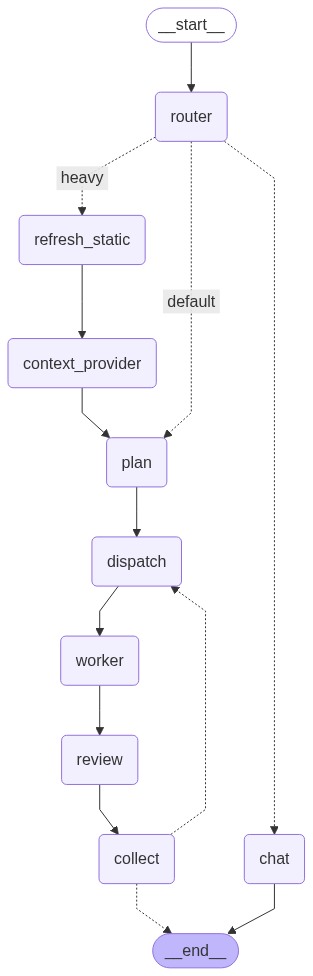 __start__
router
heavy
refresh_static
default
context_provider
plan
dispatch
worker
review
collect
chat
__end__